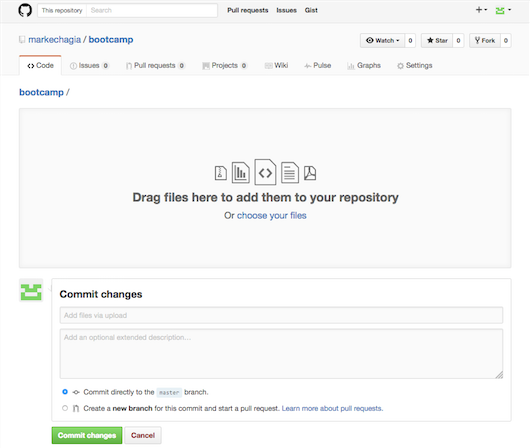 This repository Search Pull requests Issues Gist
markechagia / bootcamp Watch 0 Star 0 Fork 0
Code Issues 0 Pull requests 0 Projects 0 Wiki Pulse Graphs Settings
bootcamp /
Drag files here to add them to your repository
Or choose your files
Commit changes
Add files via upload
Add an optional extended description...
Commit directly to the master branch.
Create a new branch for this commit and start a pull request. Learn more about pull requests.
Commit changes Cancel